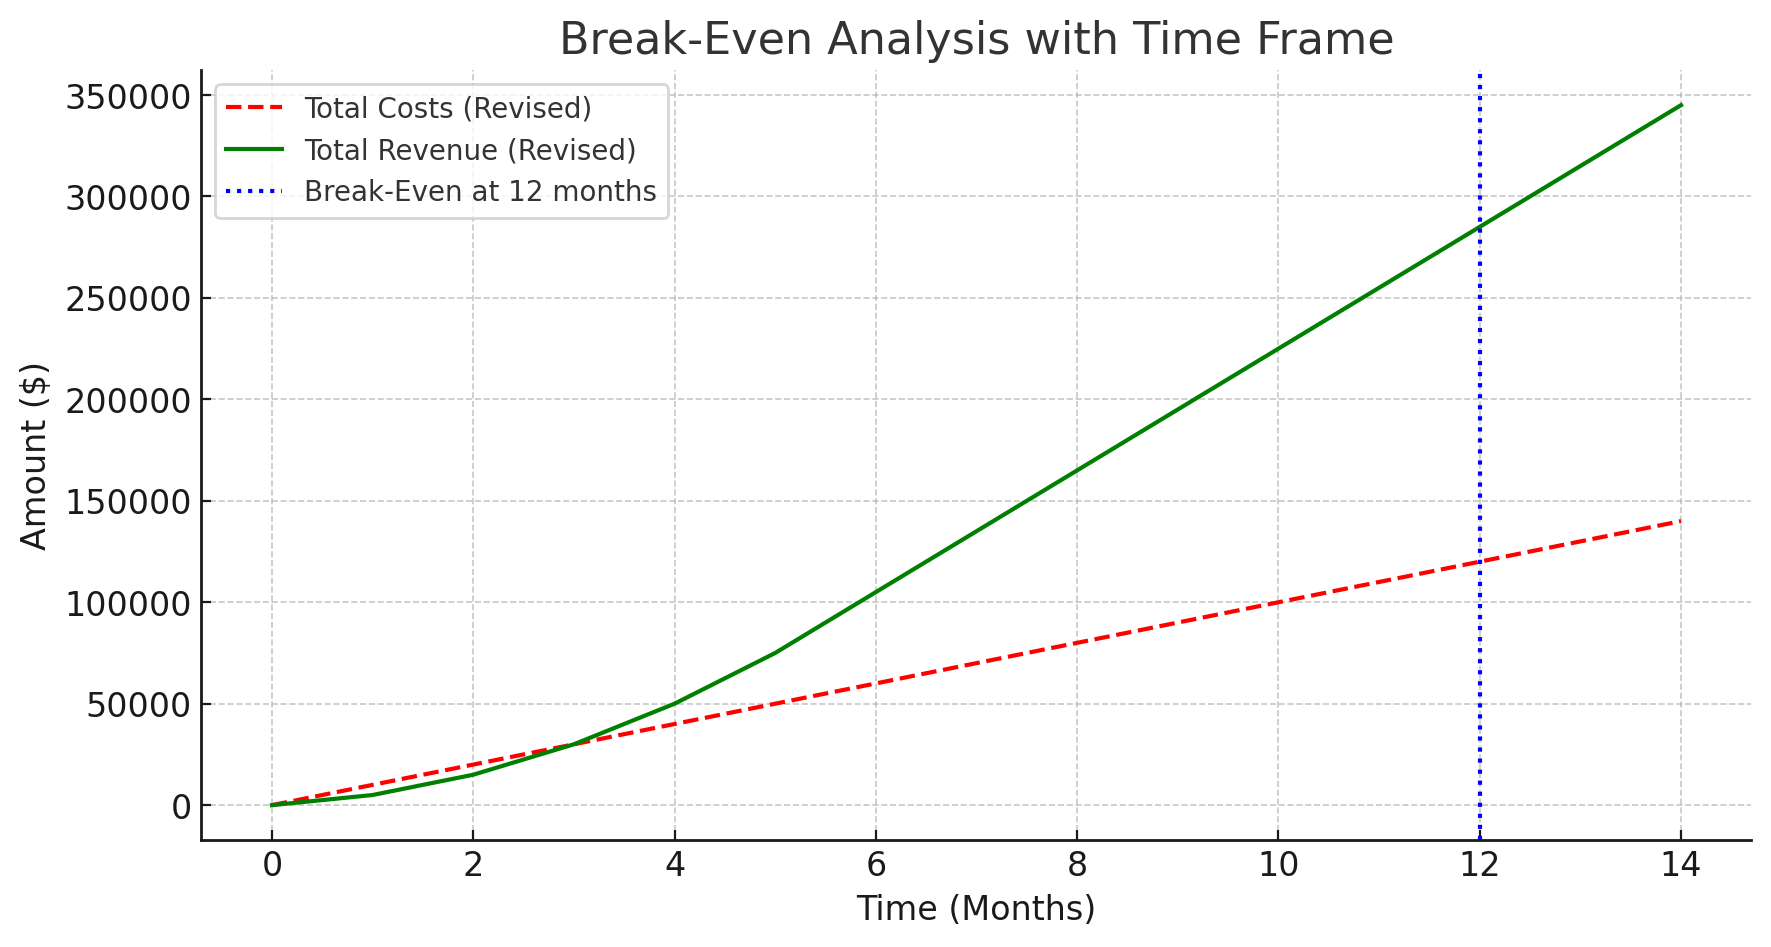 Break-Even Analysis with Time Frame
Total Costs (Revised)
Total Revenue (Revised)
Break-Even at 12 months
Amount ($)
350000
300000
250000
200000
150000
100000
50000
0
0 2 4 6 8 10 12 14
Time (Months)